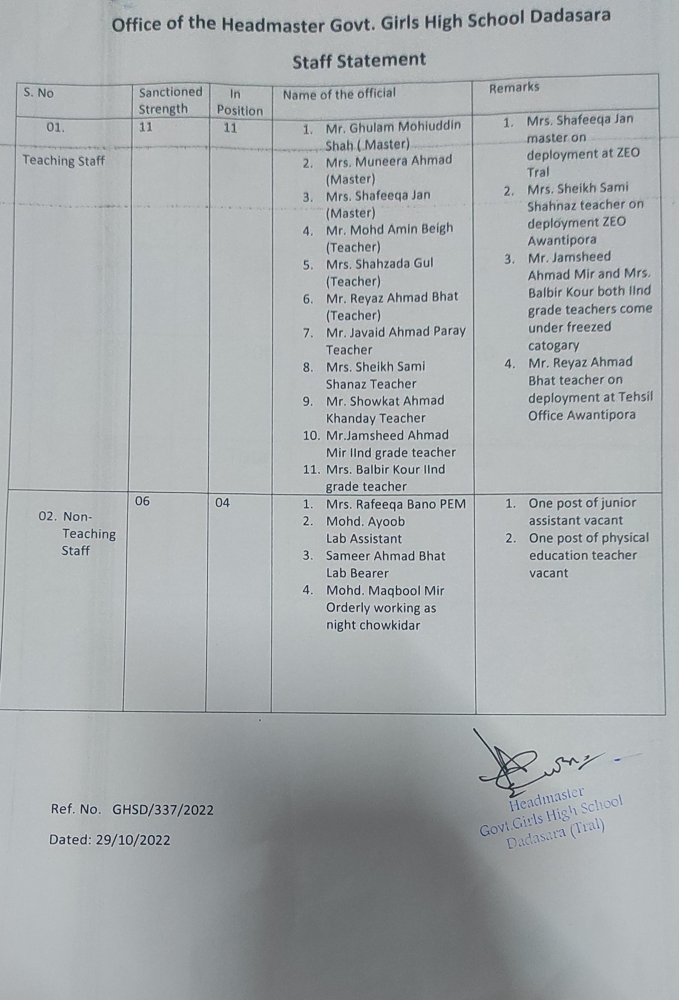 Office of the Headmaster Govt. Girls High School Dadasara
Staff Statement
S. No
Sanctioned
Strength
In
Position
Name of the official
Remarks
01.
Teaching Staff
11
11
1. Mr. Ghulam Mohiuddin
Shah ( Master)
2. Mrs. Muneera Ahmad
(Master)
3. Mrs. Shafeeqa Jan
(Master)
4. Mr. Mohd Amin Beigh
(Teacher)
5. Mrs. Shahzada Gul
(Teacher)
6. Mr. Reyaz Ahmad Bhat
(Teacher)
7. Mr. Javaid Ahmad Paray
Teacher
8. Mrs. Sheikh Sami
Shanaz Teacher
9. Mr. Showkat Ahmad
Khanday Teacher
10. Mr.Jamsheed Ahmad
Mir IInd grade teacher
11. Mrs. Balbir Kour IInd
grade teacher
1. Mrs. Shafeeqa Jan
master on
deployment at ZEO
Tral
2. Mrs. Sheikh Sami
Shahnaz teacher on
deployment ZEO
Awantipora
3. Mr. Jamsheed
Ahmad Mir and Mrs.
Balbir Kour both IInd
grade teachers come
under freezed
catogary
4. Mr. Reyaz Ahmad
Bhat teacher on
deployment at Tehsil
Office Awantipora
02. Non-
Teaching
Staff
06
04
1. Mrs. Rafeeqa Bano PEM
2. Mohd. Ayoob
Lab Assistant
3. Sameer Ahmad Bhat
Lab Bearer
4. Mohd. Maqbool Mir
Orderly working as
night chowkidar
1. One post of junior
assistant vacant
2. One post of physical
education teacher
vacant
Headmaster
Govt.Girls High School
Dadasara (Tral)
Ref. No. GHSD/337/2022
Dated: 29/10/2022